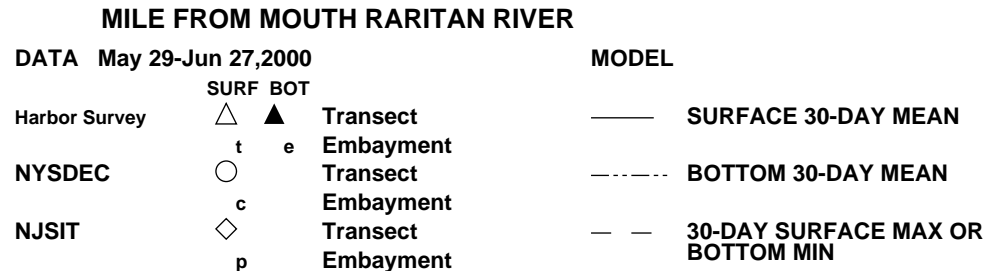 MILE FROM MOUTH RARITAN RIVER
DATA May 29-Jun 27,2000 MODEL
SURF BOT
Harbor Survey Transect SURFACE 30-DAY MEAN
t e Embayment
NYSDEC Transect BOTTOM 30-DAY MEAN
c Embayment
NJSIT Transect 30-DAY SURFACE MAX OR
p Embayment BOTTOM MIN